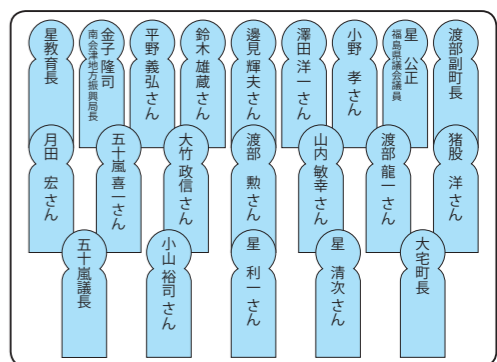 星教育長
南会津地方振興局長
金子 隆司
平野 義弘さん
鈴木 雄蔵さん
邊見 輝夫さん
澤田 洋一さん
小野 孝さん
福島県議会議員
星 公正
渡部副町長
月田 宏さん
五十嵐 喜一さん
大竹 政信さん
渡部 勲さん
山内 敏幸さん
渡部 龍一さん
猪股 洋さん
五十嵐議長
小山 裕司さん
星 利一さん
星 清次さん
大宅町長